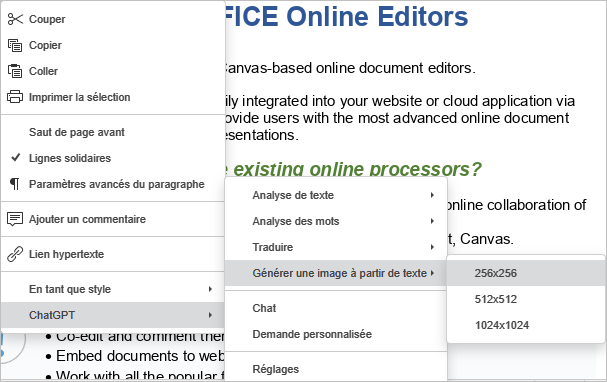 Couper
Copier
Coller
Imprimer la sélection
Saut de page avant
Lignes solidaires
Paramètres avancés du paragraphe
Ajouter un commentaire
Lien hypertexte
En tant que style
ChatGPT
Analyse de texte
Analyse des mots
Traduire
Générer une image à partir de texte
Chat
Demande personnalisée
Réglages
256x256
512x512
1024x1024
FICE Online Editors
Canvas-based online document editors.
integrated into your website or cloud application via
provide users with the most advanced online document
existing online processors?
online collaboration of
Canvas.
• Co-edit and comment
• Embed documents to web
• Work with all the popular